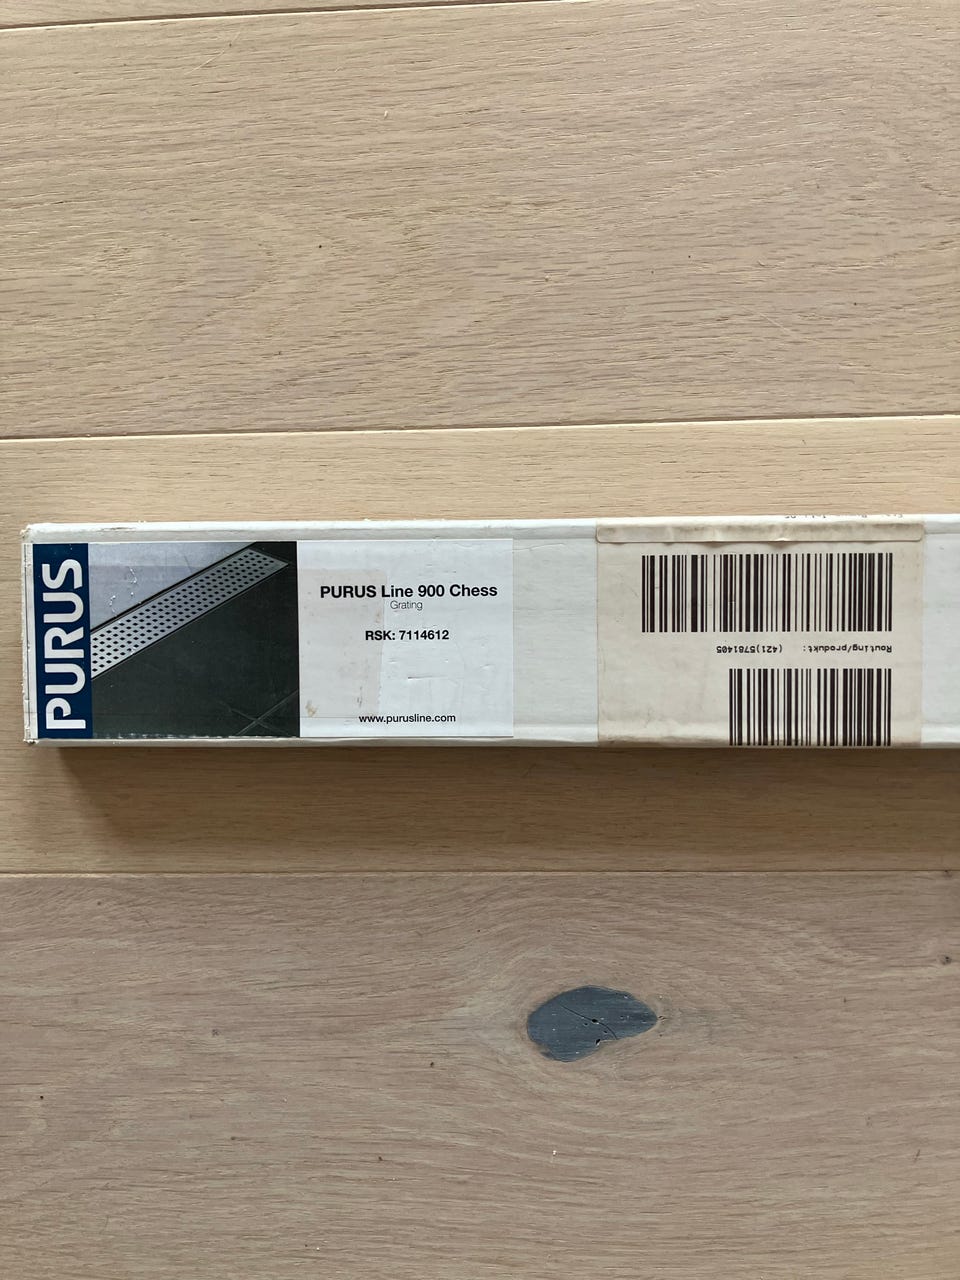 PURUS
PURUS Line 900 Chess
Grating
RSK: 7114612
www.purusline.com
Routing/produkt: (421)5781405